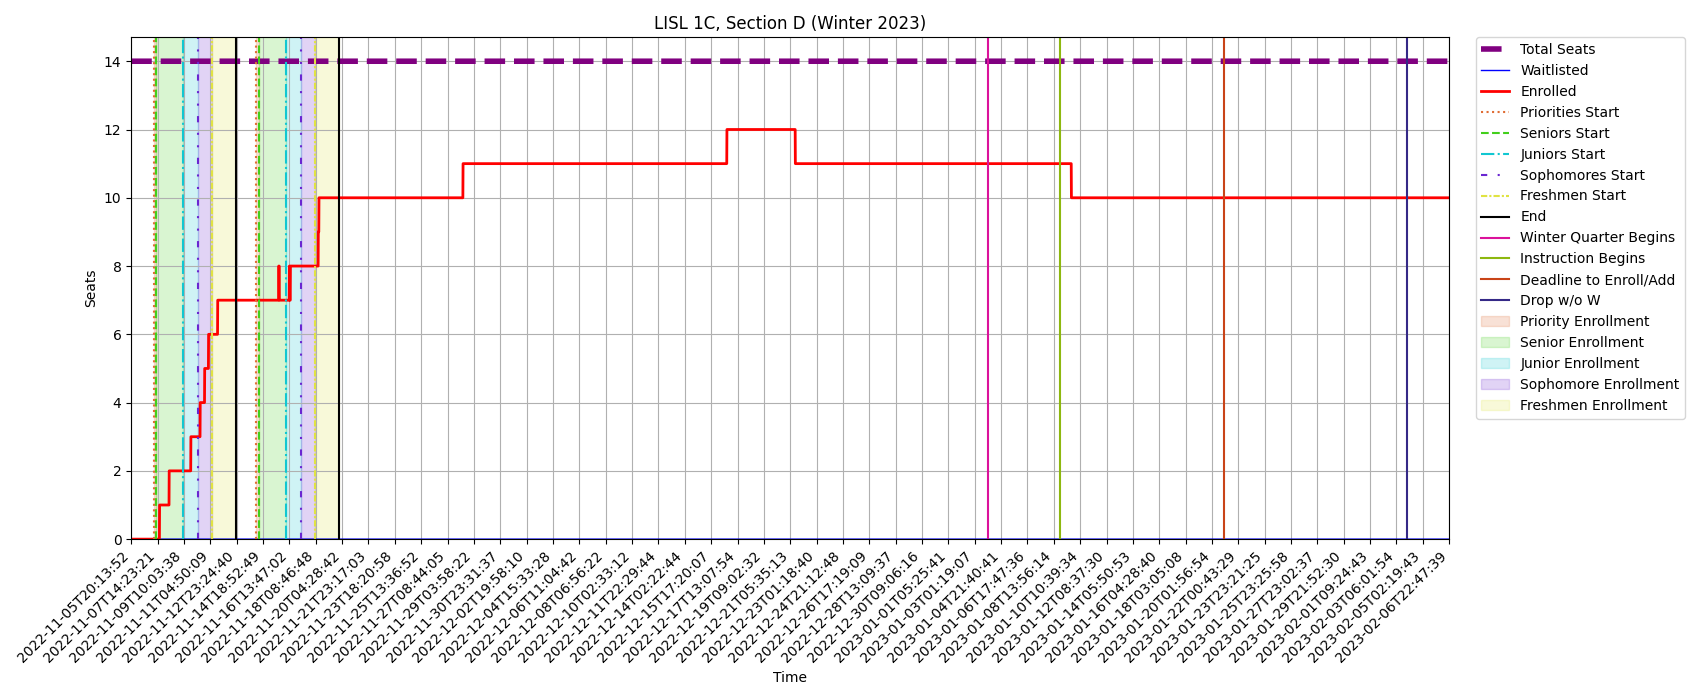 LISL 1C, Section D (Winter 2023)
14
12
10
8
6
4
2
0
Seats
2022-11-05T20:13:52
2022-11-07T14:23:21
2022-11-09T10:03:38
2022-11-11T04:50:09
2022-11-12T23:24:40
2022-11-14T18:52:49
2022-11-16T13:47:02
2022-11-18T08:46:48
2022-11-20T04:28:42
2022-11-21T23:17:03
2022-11-23T18:20:58
2022-11-25T13:36:52
2022-11-27T08:44:05
2022-11-29T03:58:22
2022-11-30T23:31:37
2022-12-02T19:58:10
2022-12-04T15:33:28
2022-12-06T11:04:42
2022-12-08T06:56:22
2022-12-10T02:33:12
2022-12-11T22:29:44
2022-12-14T02:22:44
2022-12-15T17:20:07
2022-12-17T13:07:54
2022-12-19T09:02:32
2022-12-21T05:35:13
2022-12-23T01:18:40
2022-12-24T21:12:48
2022-12-26T17:19:09
2022-12-28T13:09:37
2022-12-30T09:06:16
2023-01-01T05:25:41
2023-01-03T01:19:07
2023-01-04T21:40:41
2023-01-06T17:47:36
2023-01-08T13:56:14
2023-01-10T10:39:34
2023-01-12T08:37:30
2023-01-14T05:50:53
2023-01-16T04:28:40
2023-01-18T03:05:08
2023-01-20T01:56:54
2023-01-22T00:43:29
2023-01-23T23:21:25
2023-01-25T23:25:58
2023-01-27T23:02:37
2023-01-29T21:52:30
2023-02-01T09:24:43
2023-02-03T06:01:54
2023-02-05T02:19:43
2023-02-06T22:47:39
Time
Total Seats
Waitlisted
Enrolled
Priorities Start
Seniors Start
Juniors Start
Sophomores Start
Freshmen Start
End
Winter Quarter Begins
Instruction Begins
Deadline to Enroll/Add
Drop w/o W
Priority Enrollment
Senior Enrollment
Junior Enrollment
Sophomore Enrollment
Freshmen Enrollment